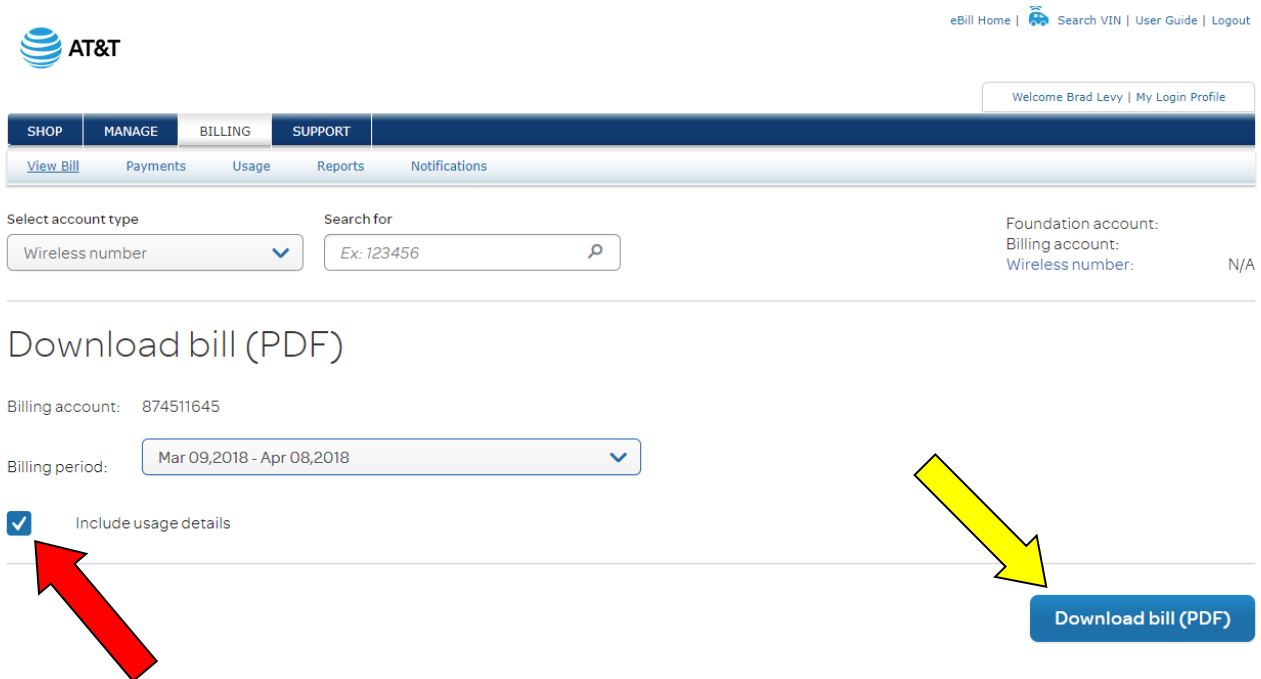 eBill Home | Search VIN | User Guide | Logout
AT&T
Welcome Brad Levy | My Login Profile
SHOP MANAGE BILLING SUPPORT
View Bill Payments Usage Reports Notifications
Select account type Search for
Wireless number Ex: 123456
Foundation account:
Billing account:
Wireless number: N/A
Download bill (PDF)
Billing account: 874511645
Billing period: Mar 09,2018 - Apr 08,2018
Include usage details
Download bill (PDF)